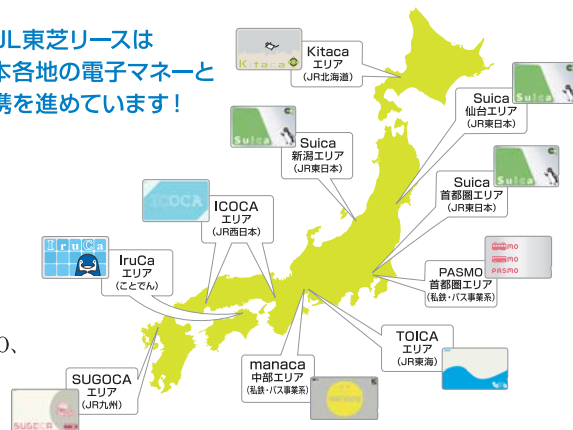 JL東芝リースは
本各地の電子マネーと
携を進めています!
Kitaca
Kitaca
エリア
(JR北海道)
Suica
Suica
仙台エリア
(JR東日本)
Suica
Suica
新潟エリア
(JR東日本)
Suica
Suica
首都圏エリア
(JR東日本)
ICOCA
ICOCA
エリア
(JR西日本)
IruCa
IruCa
エリア
(ことでん)
PASMO
PASMO
首都圏エリア
(私鉄・バス事業系)
TOICA
エリア
(JR東海)
manaca
中部エリア
(私鉄・バス事業系)
SUGOCA
エリア
(JR九州)
SUGOCA
、